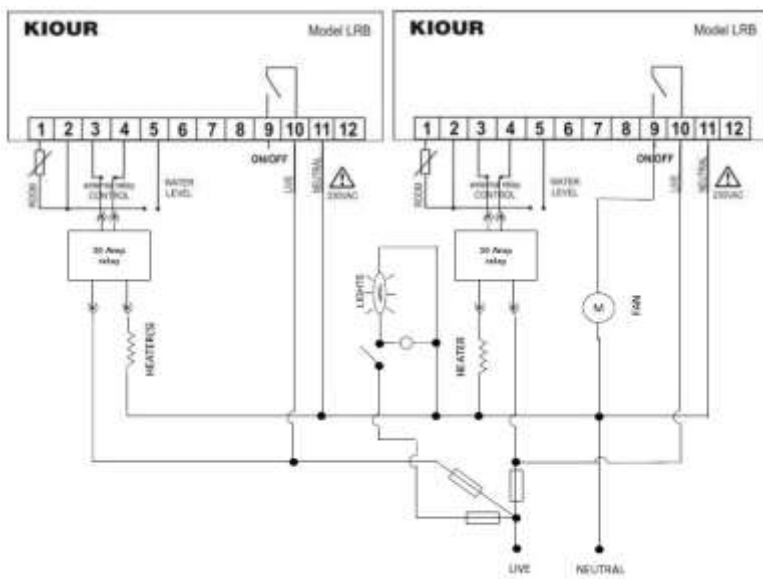 KIOUR Model LRB
KIOUR Model LRB
1 2 3 4 5 6 7 8 9 10 11 12
1 2 3 4 5 6 7 8 9 10 11 12
ROOM
relay
CONTROL
WATER
LEVEL
ON/OFF
LIVE
NEUTRAL
230VAC
ROOM
relay
CONTROL
WATER
LEVEL
ON/OFF
LIVE
NEUTRAL
230VAC
30 Amp
relay
30 Amp
relay
HEATER(S)
LIGHTS
HEATER
M
FAN
LIVE
NEUTRAL